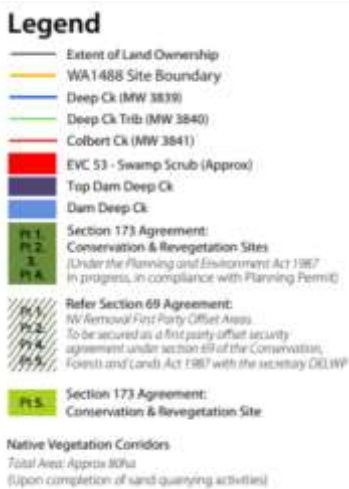 Legend
Extent of Land Ownership
WA1488 Site Boundary
Deep Ck (MW 3839)
Deep Ck Trib (MW 3840)
Colbert Ck (MW 3841)
EVC 53 - Swamp Scrub (Approx)
Top Dam Deep Ck
Dam Deep Ck
Pt 1.
Pt 2.
3.
Pt 4.
Section 173 Agreement:
Conservation & Revegetation Sites
(Under the Planning and Environment Act 1987
In progress, in compliance with Planning Permit)
Pt 1.
Pt 2.
Pt 4.
Pt 5.
Refer Section 69 Agreement:
NV Removal First Party Offset Areas
To be secured as a first party offset security
agreement under section 69 of the Conservation,
Forests and Lands Act 1987 with the secretary DELWP
Pt 5.
Section 173 Agreement:
Conservation & Revegetation Site
Native Vegetation Corridors
Total Area: Approx 80ha
(Upon completion of sand quarrying activities)